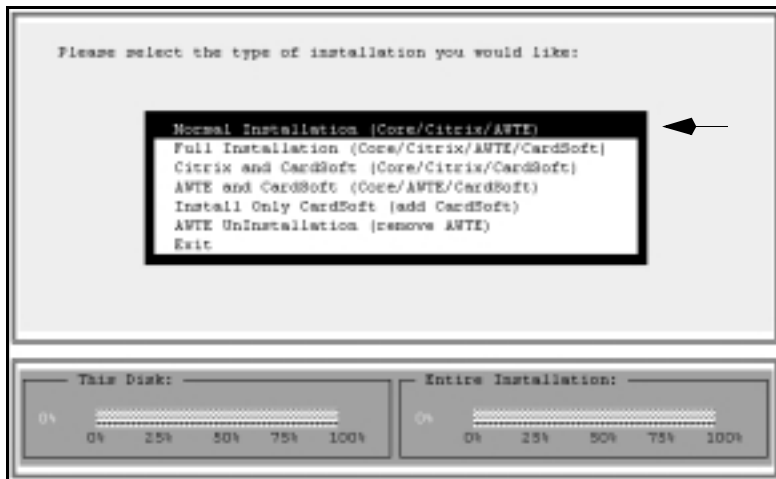 Please select the type of installation you would like:
Normal Installation (Core/Citrix/AWTE)
Full Installation (Core/Citrix/AWTE/CardSoft)
Citrix and CardSoft (Core/Citrix/CardSoft)
AWTE and CardSoft (Core/AWTE/CardSoft)
Install Only CardSoft (add CardSoft)
AWTE UnInstallation (remove AWTE)
Exit
This Disk:
0%
0% 25% 50% 75% 100%
Entire Installation:
0%
0% 25% 50% 75% 100%